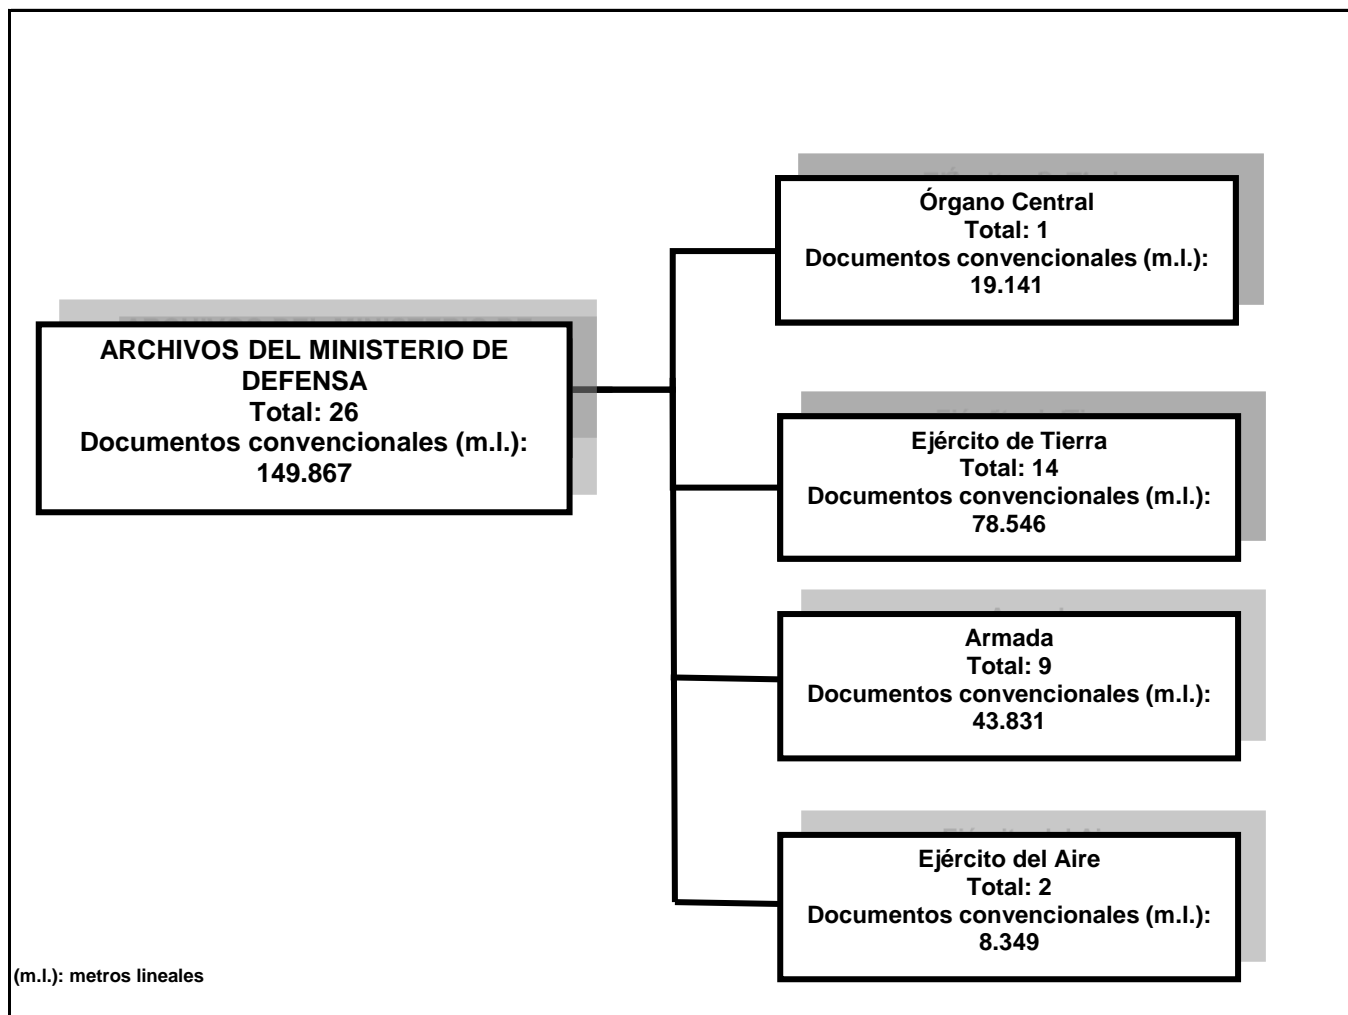 ARCHIVOS DEL MINISTERIO DE
DEFENSA
Total: 26
Documentos convencionales (m.l.):
149.867
Órgano Central
Total: 1
Documentos convencionales (m.l.):
19.141
Ejército de Tierra
Total: 14
Documentos convencionales (m.l.):
78.546
Armada
Total: 9
Documentos convencionales (m.l.):
43.831
Ejército del Aire
Total: 2
Documentos convencionales (m.l.):
8.349
(m.l.): metros lineales